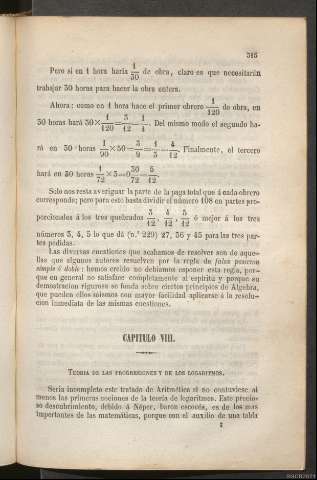 315
Pero si en 1 hora haria 1/30 de obra, claro es que necesitarán
trabajar 30 horas para hacer la obra entera.
Ahora: como en 1 hora hace el primer obrero 1/120 de obra, en
30 horas hará 30×1/120=3/12=1/4. Del mismo modo el segundo ha-
rá en 30 horas 1/90×30=3/9=1/3=4/12. Finalmente, el tercero
hará en 30 horas 1/72×30=30/72=5/12.
Solo nos resta averiguar la parte de la paga total que á cada obrero
corresponde; pero para esto basta dividir el número 108 en partes pro-
porcionales á los tres quebrados 3/12, 4/12, 5/12 ó mejor á los tres
números 3, 4, 5 lo que dá (n.º 229) 27, 36 y 45 para las tres par-
tes pedidas.
Las diversas cuestiones que acabamos de resolver son de aque-
llas que algunos autores resuelven por la regla de falsa posicion
simple ó doble: hemos creido no debiamos esponer esta regla, por-
que en general no satisface completamente al espíritu y porque su
demostracion rigurosa se funda sobre ciertos principios de Algebra,
que pueden ellos mismos con mayor facilidad aplicarse á la resolu-
cion inmediata de las mismas cuestiones.
CAPITULO VIII.
TEORIA DE LAS PROGRESIONES Y DE LOS LOGARITMOS.
Sería incompleto este tratado de Aritmética si no contuviese al
menos las primeras nociones de la teoría de logaritmos. Este precio-
so descubrimiento, debido á Néper, baron escocés, es de los mas
importantes de las matemáticas, porque con el auxilio de una tabla